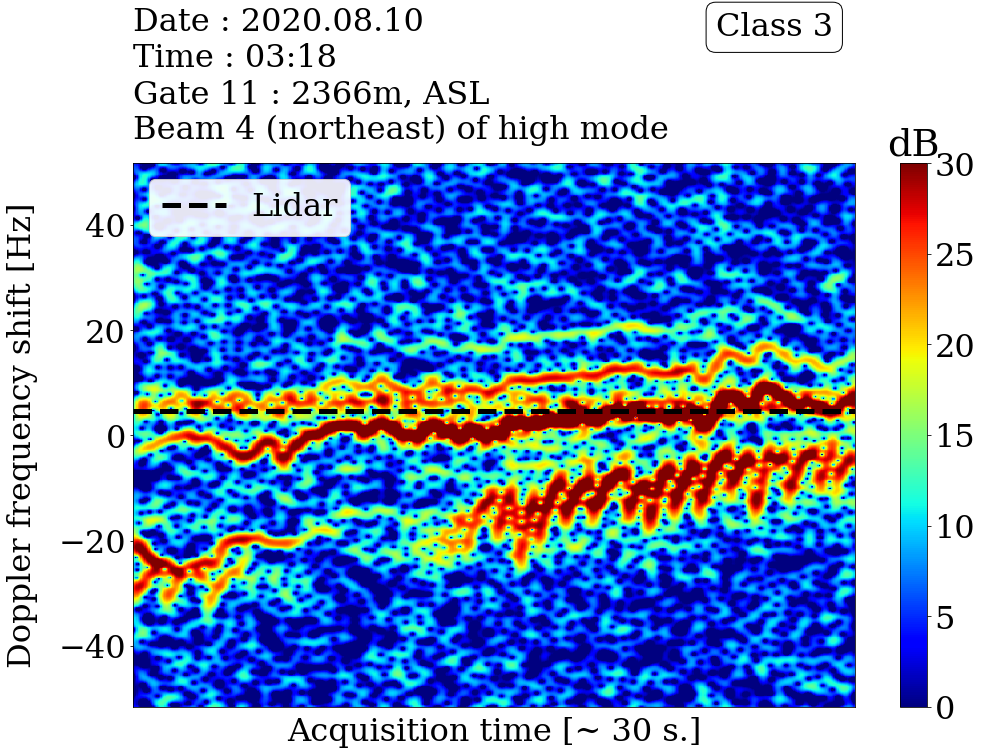 Date : 2020.08.10
Time : 03:18
Gate 11 : 2366m, ASL
Beam 4 (northeast) of high mode
Class 3
dB
Lidar
Doppler frequency shift [Hz]
40
20
0
−20
−40
Acquisition time [~ 30 s.]
30
25
20
15
10
5
0